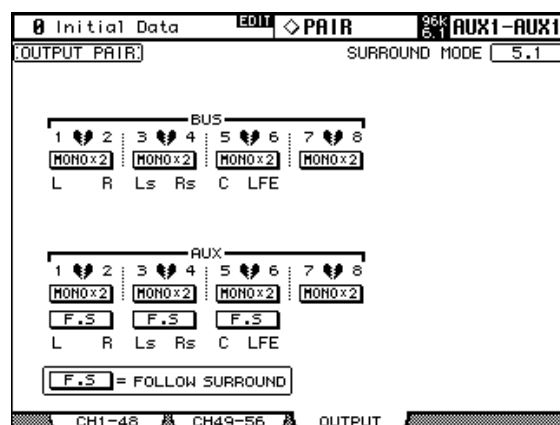 0 Initial Data EDIT ◇PAIR 96k 6.1 AUX1-AUX1
OUTPUT PAIR SURROUND MODE 5.1
BUS
1 2 3 4 5 6 7 8
MONO×2 MONO×2 MONO×2 MONO×2
L R Ls Rs C LFE
AUX
1 2 3 4 5 6 7 8
MONO×2 MONO×2 MONO×2 MONO×2
F.S F.S F.S
L R Ls Rs C LFE
F.S = FOLLOW SURROUND
CH1-48 CH49-56 OUTPUT